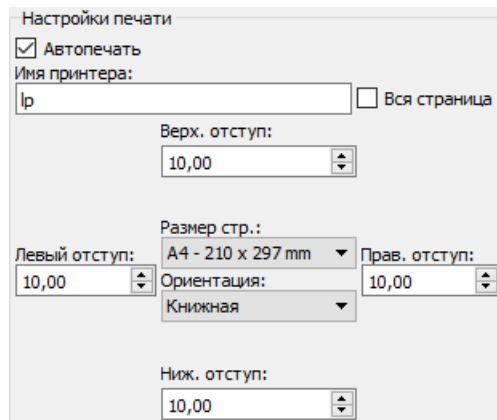 Настройки печати
Автопечать
Имя принтера:
lp
Вся страница
Верх. отступ:
10,00
Размер стр.:
Левый отступ:
A4 - 210 x 297 mm
Прав. отступ:
10,00
Ориентация:
10,00
Книжная
Ниж. отступ:
10,00